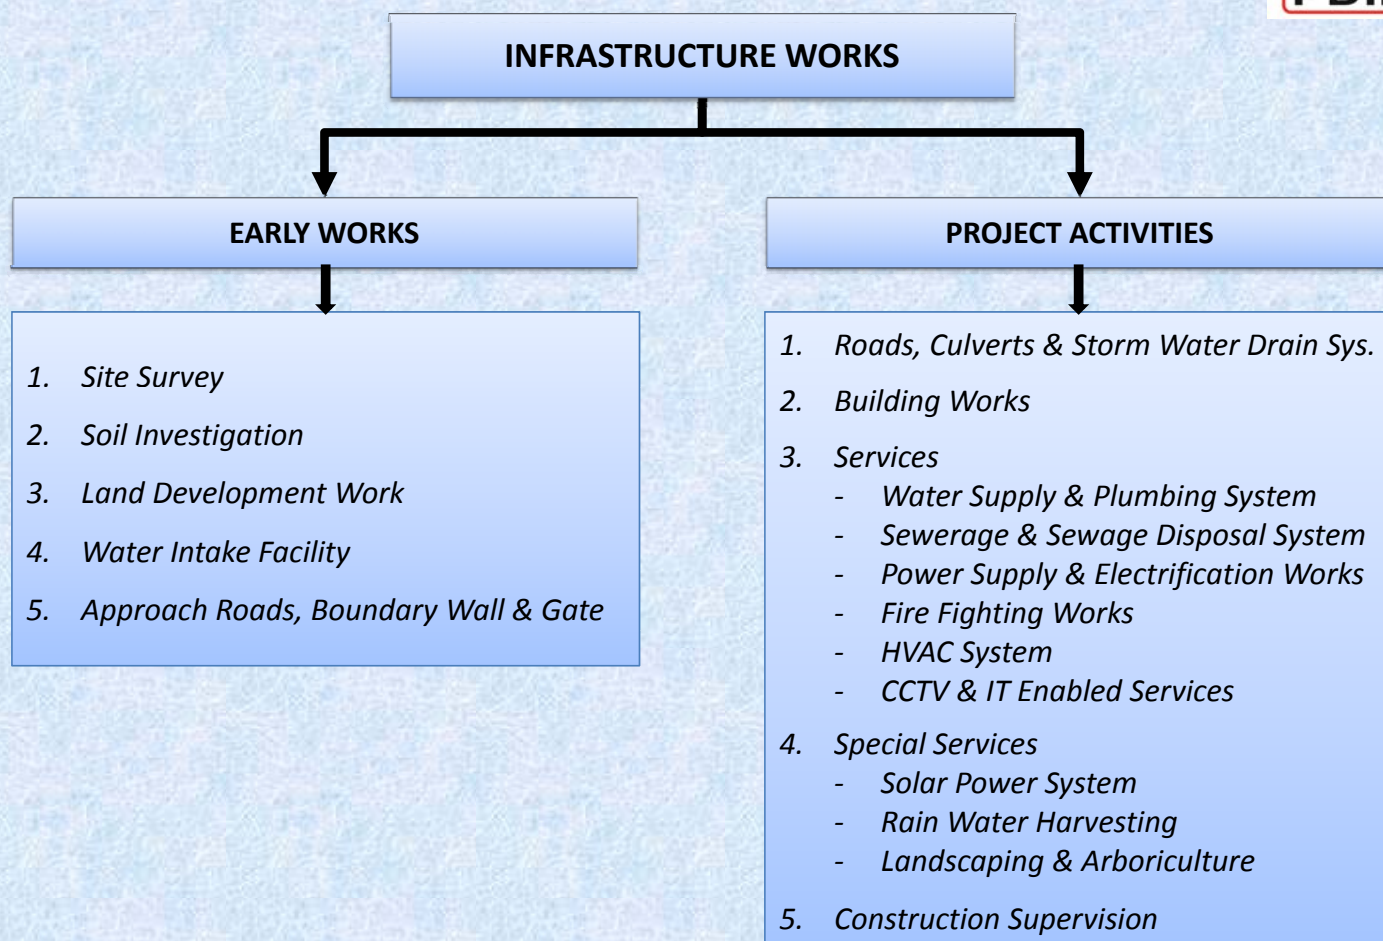 INFRASTRUCTURE WORKS
EARLY WORKS
1. Site Survey
2. Soil Investigation
3. Land Development Work
4. Water Intake Facility
5. Approach Roads, Boundary Wall & Gate
PROJECT ACTIVITIES
1. Roads, Culverts & Storm Water Drain Sys.
2. Building Works
3. Services
- Water Supply & Plumbing System
- Sewerage & Sewage Disposal System
- Power Supply & Electrification Works
- Fire Fighting Works
- HVAC System
- CCTV & IT Enabled Services
4. Special Services
- Solar Power System
- Rain Water Harvesting
- Landscaping & Arboriculture
5. Construction Supervision